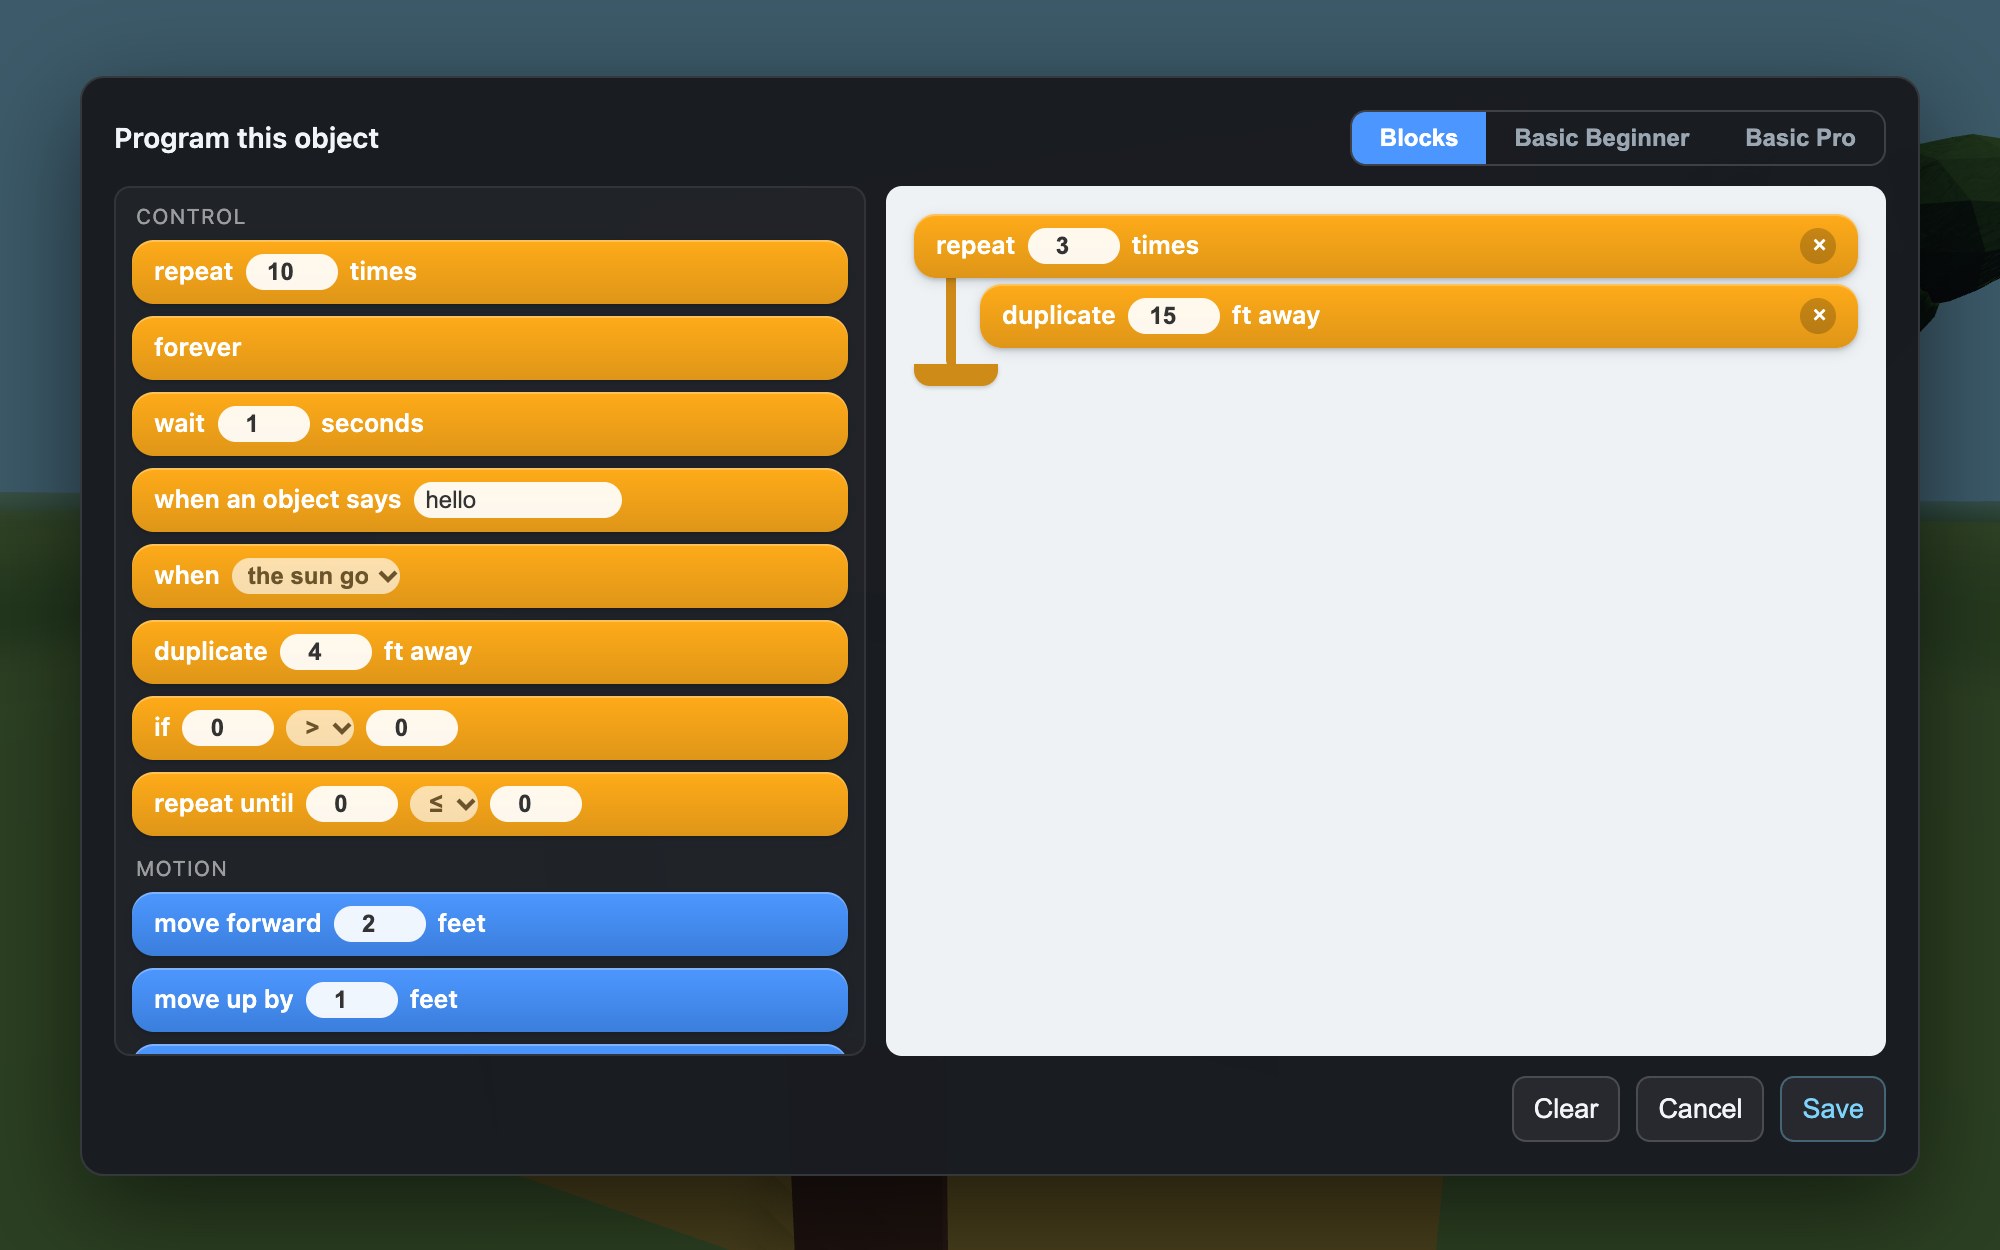 Program this object
Blocks Basic Beginner Basic Pro
CONTROL
repeat 10 times
forever
wait 1 seconds
when an object says hello
when the sun go
duplicate 4 ft away
if 0 > 0
repeat until 0 ≤ 0
MOTION
move forward 2 feet
move up by 1 feet
repeat 3 times ×
duplicate 15 ft away ×
Clear Cancel Save